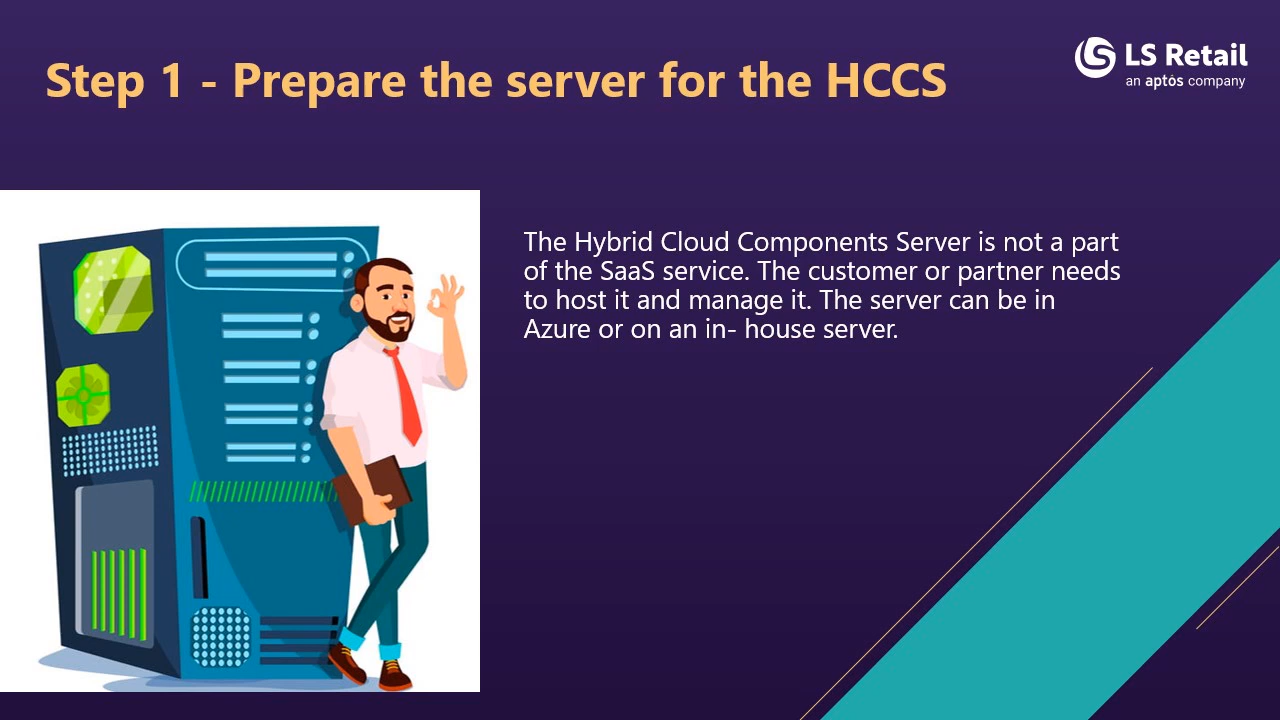 Step 1 - Prepare the server for the HCCS
LS Retail
an aptos company
The Hybrid Cloud Components Server is not a part
of the SaaS service. The customer or partner needs
to host it and manage it. The server can be in
Azure or on an in- house server.